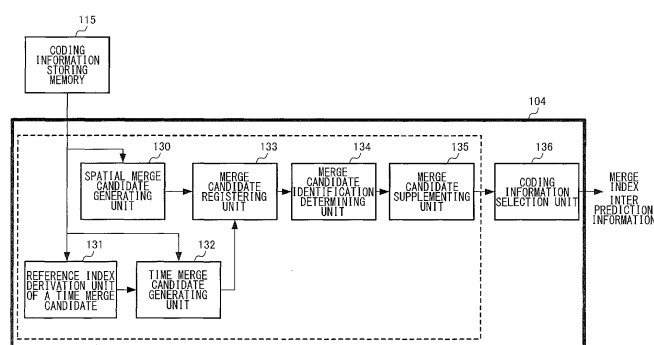 115
CODING
INFORMATION
STORING
MEMORY
104
130
SPATIAL MERGE
CANDIDATE
GENERATING
UNIT
133
MERGE
CANDIDATE
REGISTERING
UNIT
134
MERGE
CANDIDATE
IDENTIFICATION
DETERMINING
UNIT
135
MERGE
CANDIDATE
SUPPLEMENTING
UNIT
136
CODING
INFORMATION
SELECTION UNIT
MERGE
INDEX
INTER
PREDICTION
INFORMATION
131
REFERENCE INDEX
DERIVATION UNIT
OF A TIME MERGE
CANDIDATE
132
TIME MERGE
CANDIDATE
GENERATING
UNIT